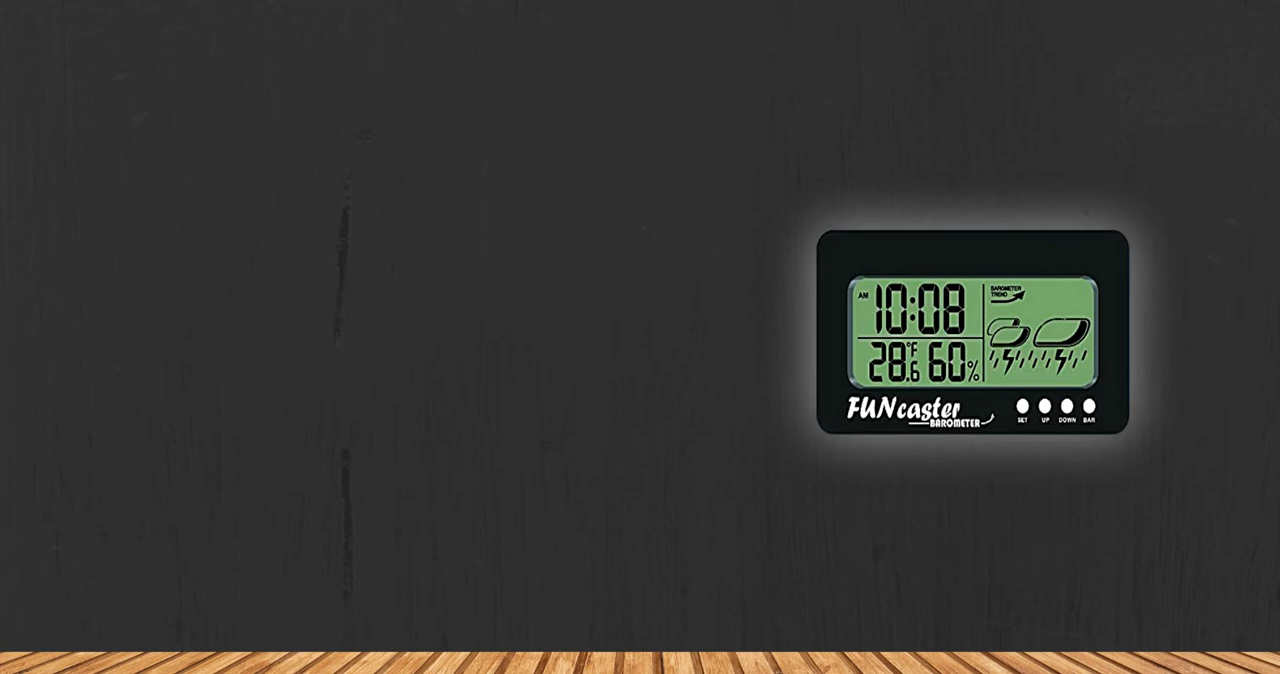 AM 10:08
BAROMETER
TREND
28.6 °F 60%
FUNcaster
BAROMETER
SET UP DOWN BAR